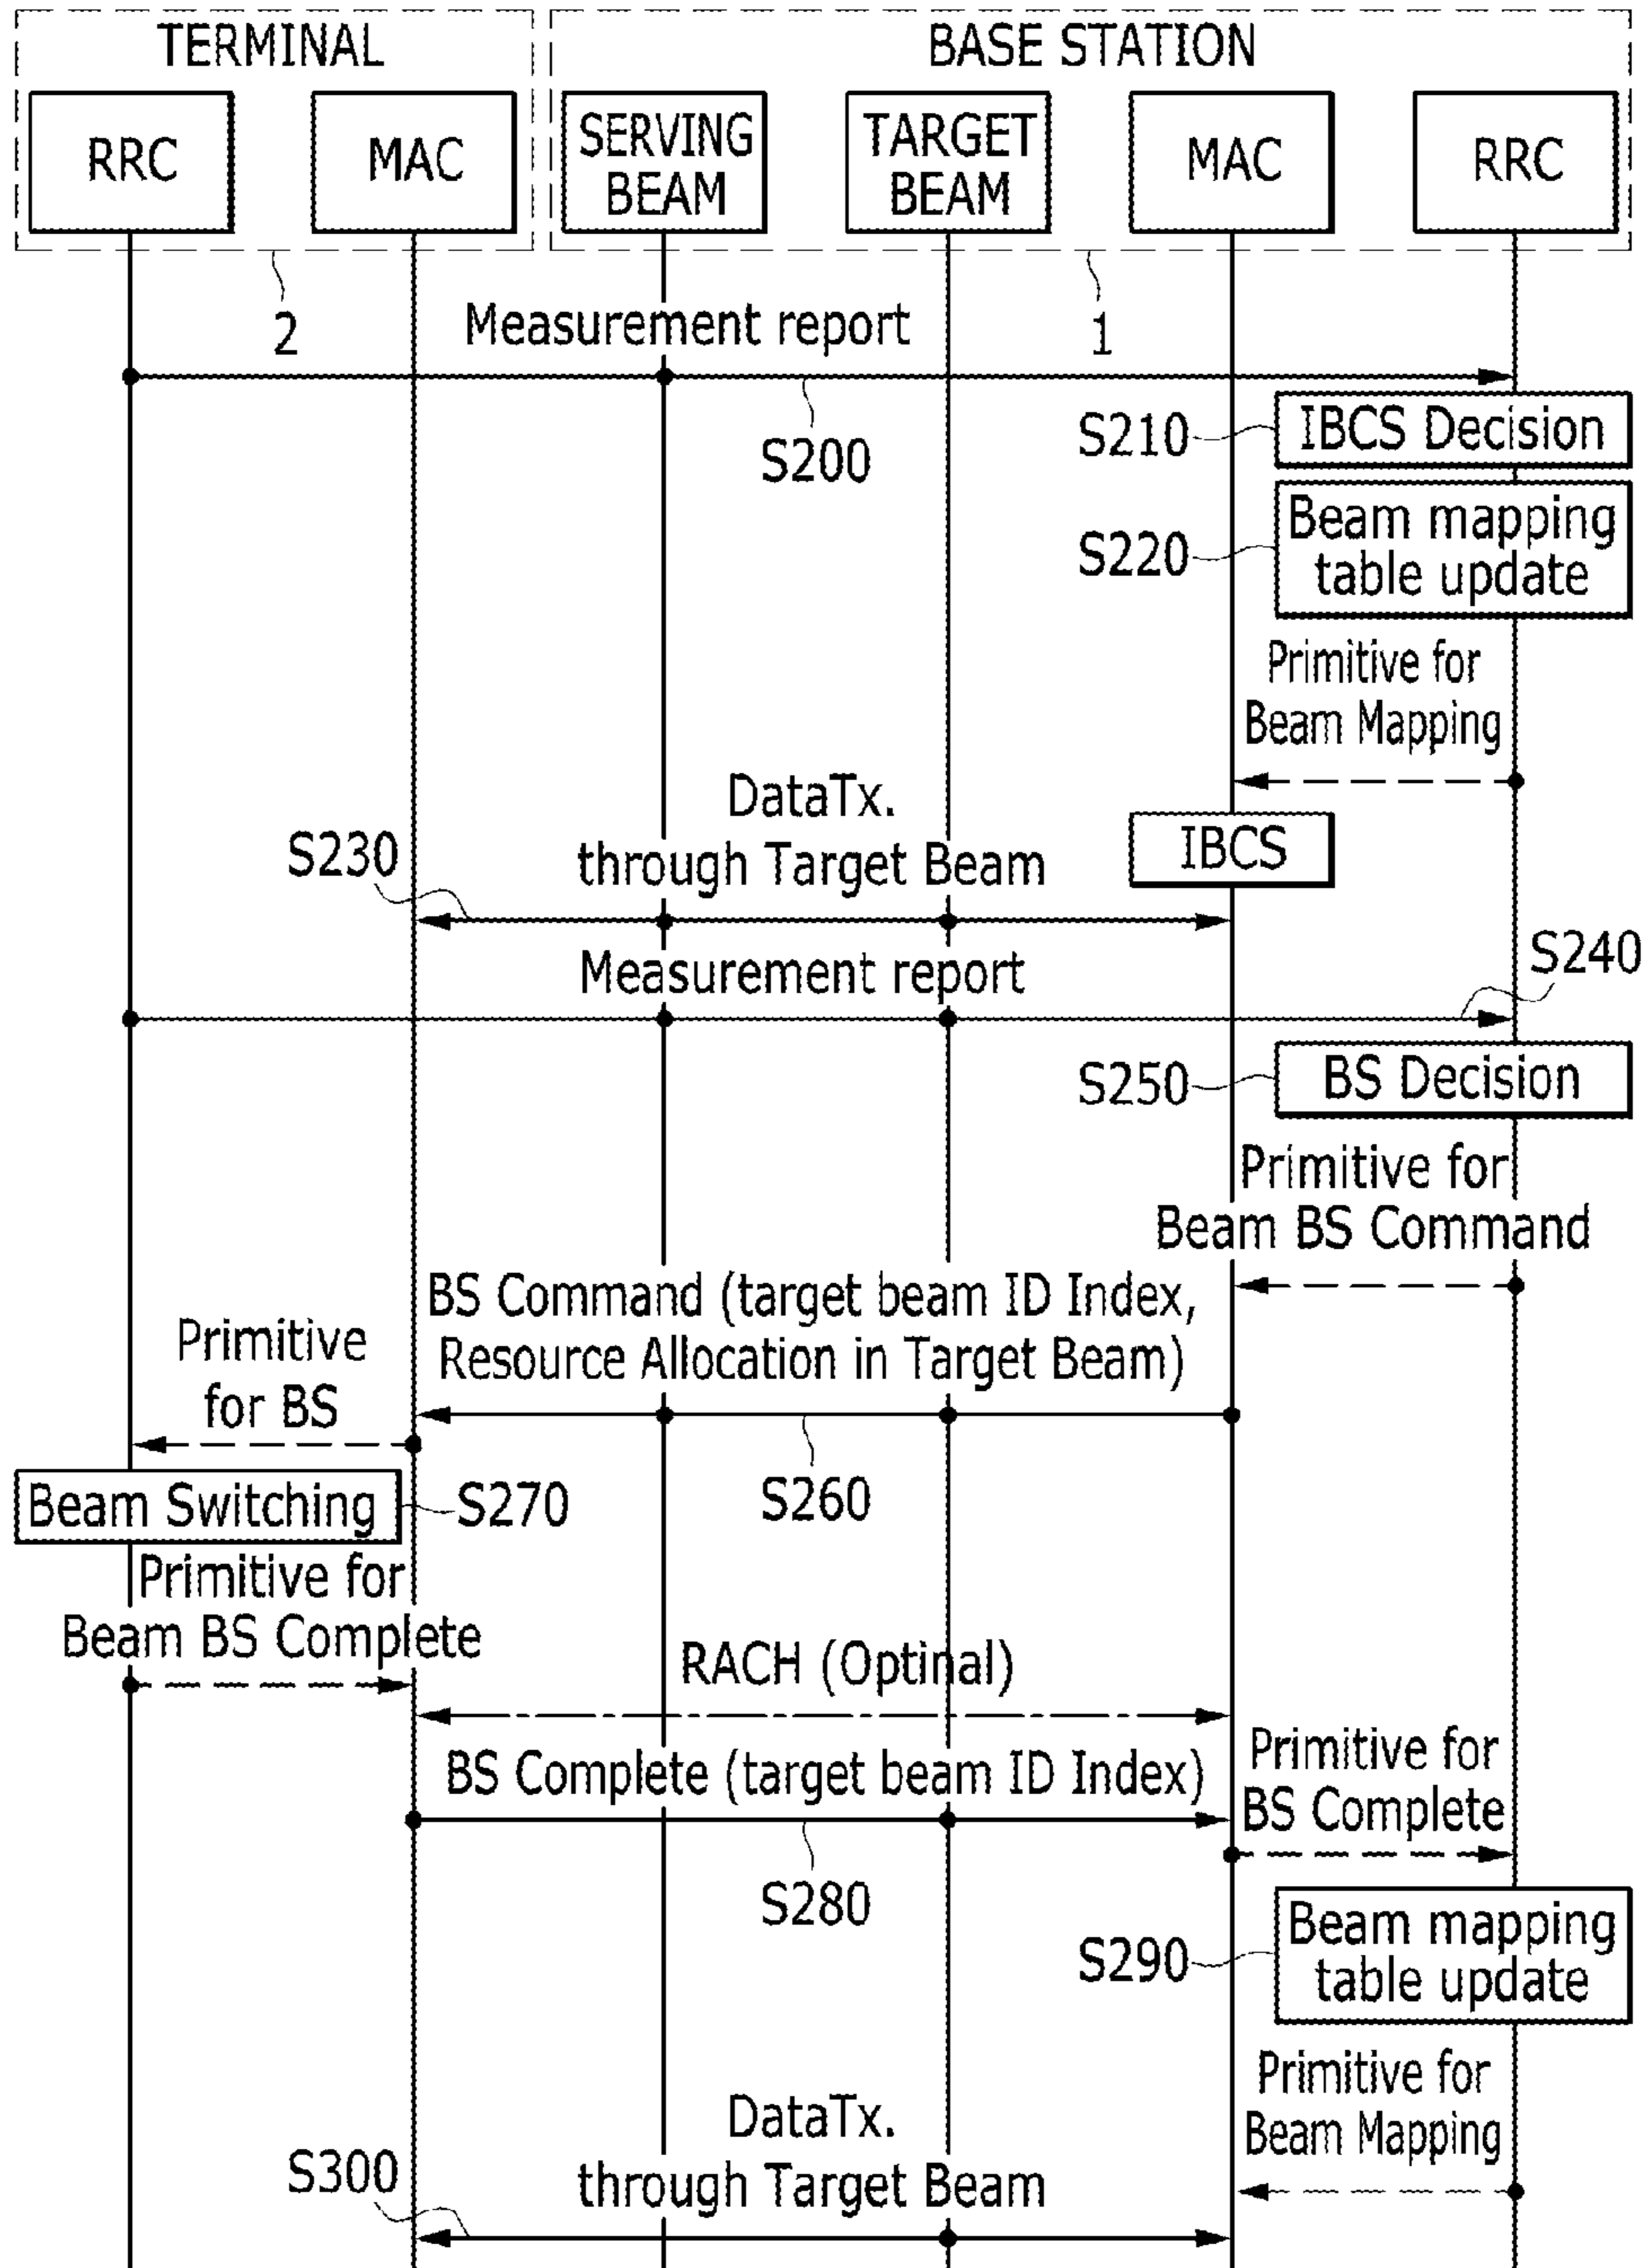 TERMINAL
BASE STATION
RRC
MAC
SERVING
BEAM
TARGET
BEAM
MAC
RRC
2
1
Measurement report
S200
S210
IBCS Decision
S220
Beam mapping
table update
Primitive for
Beam Mapping
DataTx.
through Target Beam
S230
IBCS
Measurement report
S240
S250
BS Decision
Primitive for
Beam BS Command
BS Command (target beam ID Index,
Resource Allocation in Target Beam)
Primitive
for BS
S260
Beam Switching
S270
Primitive for
Beam BS Complete
RACH (Optinal)
BS Complete (target beam ID Index)
Primitive for
BS Complete
S280
S290
Beam mapping
table update
Primitive for
Beam Mapping
DataTx.
through Target Beam
S300